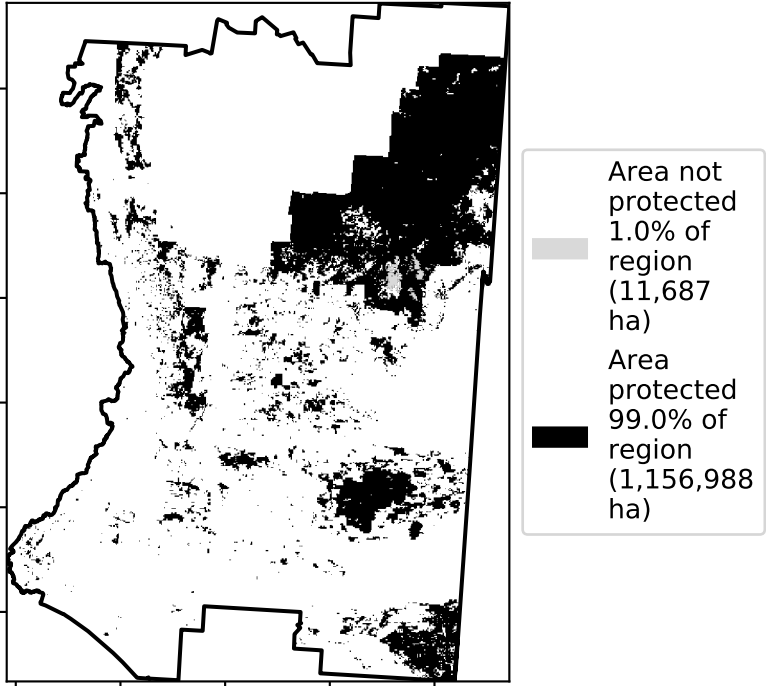 Area not
protected
1.0% of
region
(11,687
ha)
Area
protected
99.0% of
region
(1,156,988
ha)